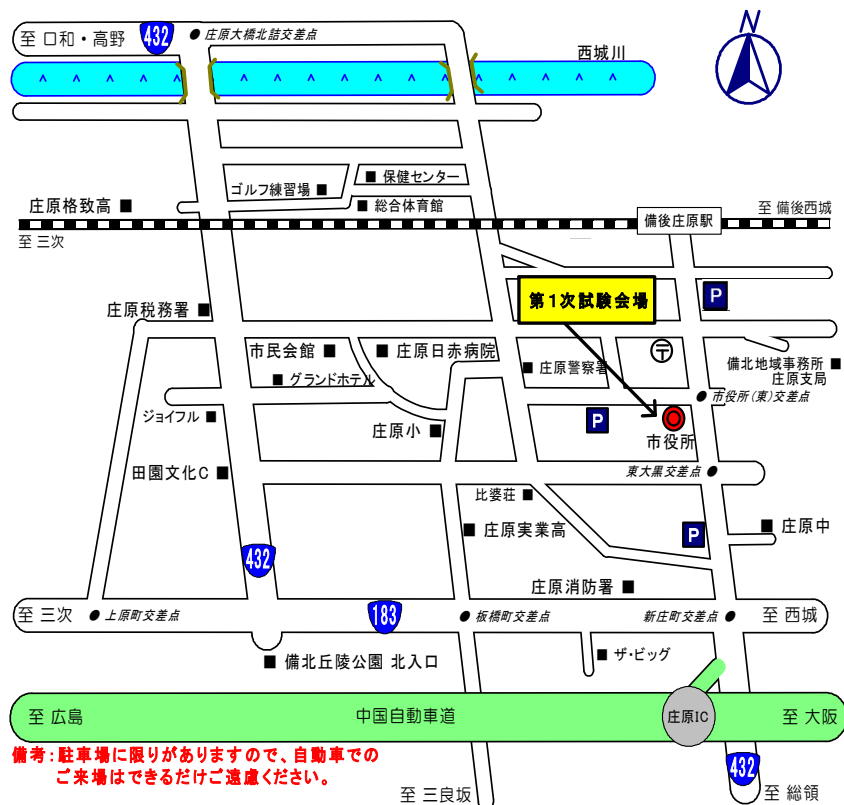 N
至 口和・高野
432
庄原大橋北詰交差点
西城川
保健センター
ゴルフ練習場
総合体育館
庄原格致高
至 三次
備後庄原駅
至 備後西城
P
第1次試験会場
庄原税務署
市民会館
庄原日赤病院
庄原警察署
〒
備北地域事務所
庄原支局
グランドホテル
市役所(東)交差点
ジョイフル
庄原小
P
市役所
田園文化C
東大黒交差点
比婆荘
庄原実業高
P
庄原中
432
庄原消防署
至 三次
上原町交差点
183
板橋町交差点
新庄町交差点
至 西城
備北丘陵公園 北入口
ザ・ビッグ
至 広島
中国自動車道
庄原IC
至 大阪
備考:駐車場に限りがありますので、自動車での
ご来場はできるだけご遠慮ください。
432
至 三良坂
至 総領